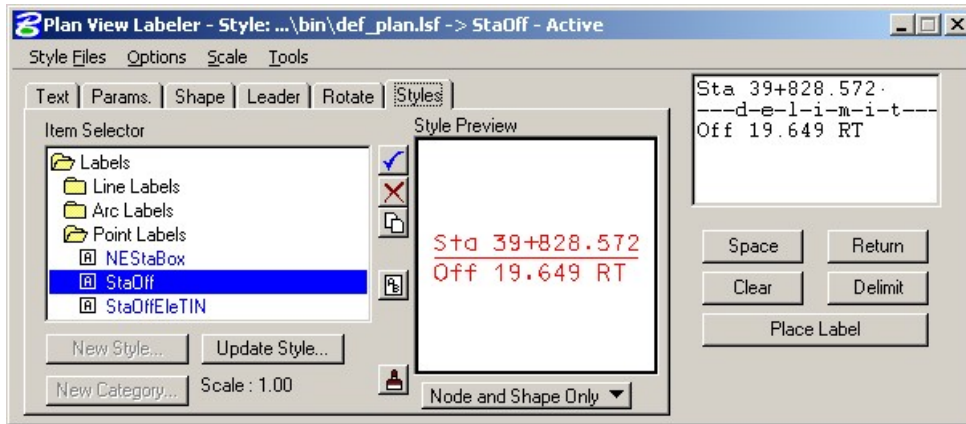 Plan View Labeler - Style: ...\bin\def_plan.lsf -> StaOff - Active
Style Files Options Scale Tools
Text Params. Shape Leader Rotate Styles
Item Selector
Labels
Line Labels
Arc Labels
Point Labels
NEStaBox
StaOff
StaOffEleTIN
New Style...
Update Style...
New Category...
Scale : 1.00
Style Preview
Sta 39+828.572
Off 19.649 RT
Node and Shape Only
Sta 39+828.572·
---d-e-l-i-m-i-t---
Off 19.649 RT
Space
Return
Clear
Delimit
Place Label